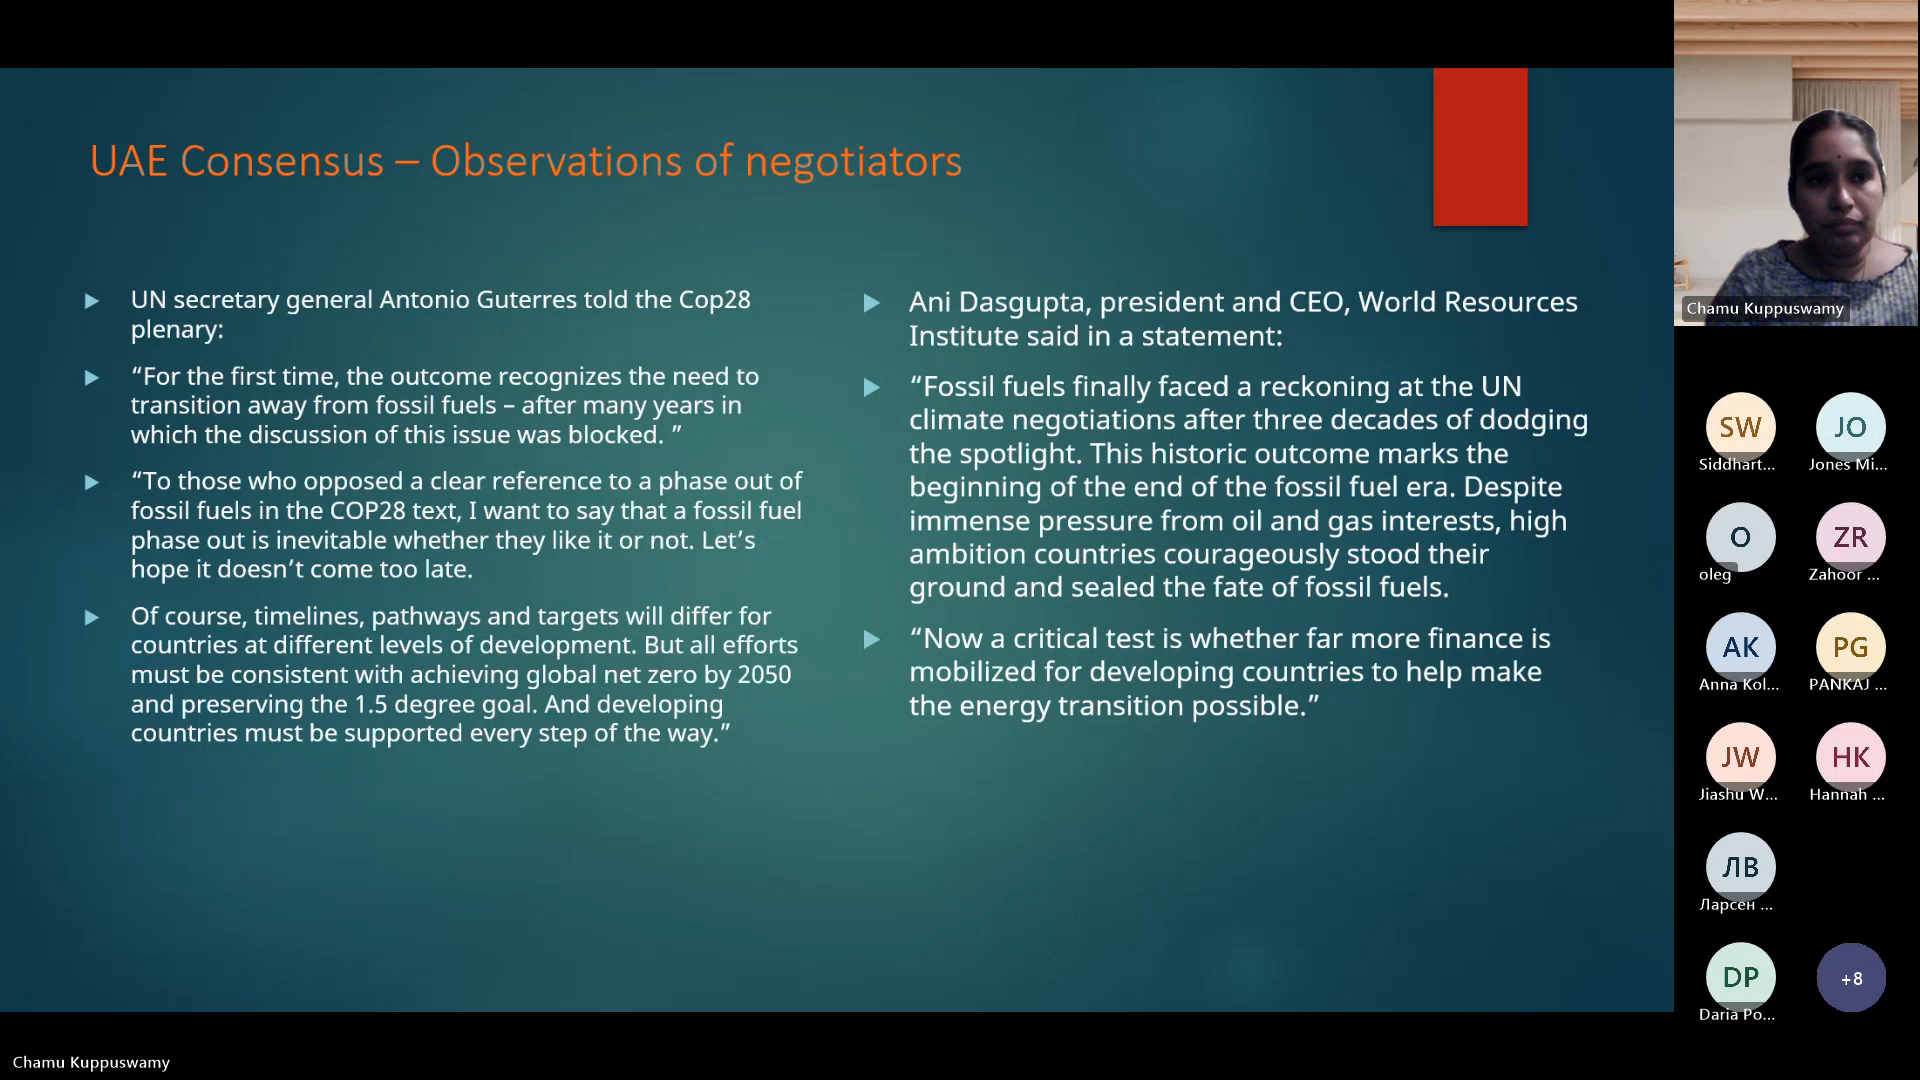 UAE Consensus – Observations of negotiators
UN secretary general Antonio Guterres told the Cop28
plenary:
“For the first time, the outcome recognizes the need to
transition away from fossil fuels – after many years in
which the discussion of this issue was blocked. ”
“To those who opposed a clear reference to a phase out of
fossil fuels in the COP28 text, I want to say that a fossil fuel
phase out is inevitable whether they like it or not. Let’s
hope it doesn’t come too late.
Of course, timelines, pathways and targets will differ for
countries at different levels of development. But all efforts
must be consistent with achieving global net zero by 2050
and preserving the 1.5 degree goal. And developing
countries must be supported every step of the way.”
Ani Dasgupta, president and CEO, World Resources
Institute said in a statement:
“Fossil fuels finally faced a reckoning at the UN
climate negotiations after three decades of dodging
the spotlight. This historic outcome marks the
beginning of the end of the fossil fuel era. Despite
immense pressure from oil and gas interests, high
ambition countries courageously stood their
ground and sealed the fate of fossil fuels.
“Now a critical test is whether far more finance is
mobilized for developing countries to help make
the energy transition possible.”
Chamu Kuppuswamy
SW
Siddhart...
JO
Jones Mi...
O
oleg
ZR
Zahoor ...
AK
Anna Kol...
PG
PANKAJ ...
JW
Jiashu W...
HK
Hannah ...
ЛВ
Ларсен ...
DP
Daria Po...
+8
Chamu Kuppuswamy